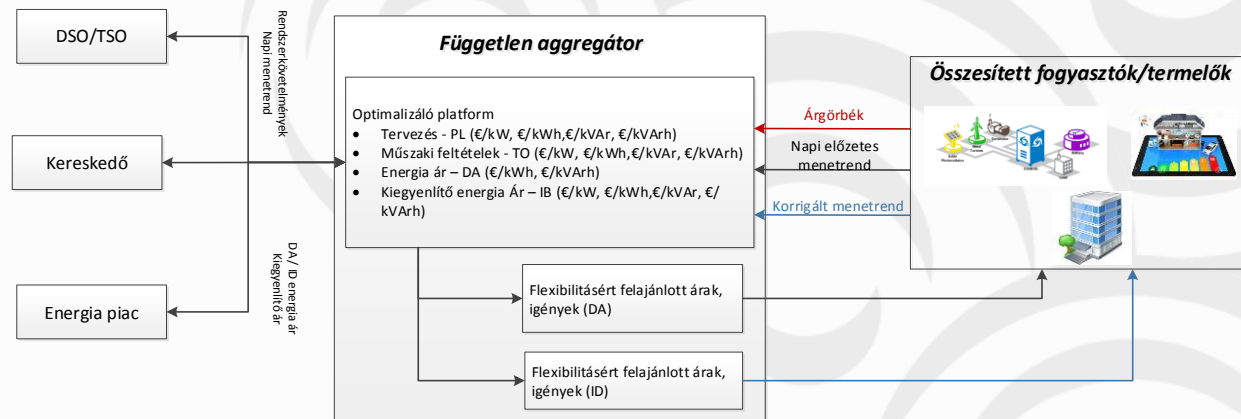 DSO/TSO
Kereskedő
Energia piac
Rendszerkövetelmények
Napi menetrend
DA / ID energia ár
Kiegyenlítő ár
Független aggregátor
Optimalizáló platform
• Tervezés - PL (€/kW, €/kWh,€/kVAr, €/kVArh)
• Műszaki feltételek - TO (€/kW, €/kWh,€/kVAr, €/kVArh)
• Energia ár – DA (€/kWh, €/kVArh)
• Kiegyenlítő energia Ár – IB (€/kW, €/kWh,€/kVAr, €/
kVArh)
Flexibilitásért felajánlott árak,
igények (DA)
Flexibilitásért felajánlott árak,
igények (ID)
Árgörbék
Napi előzetes
menetrend
Korrigált menetrend
Összesített fogyasztók/termelők